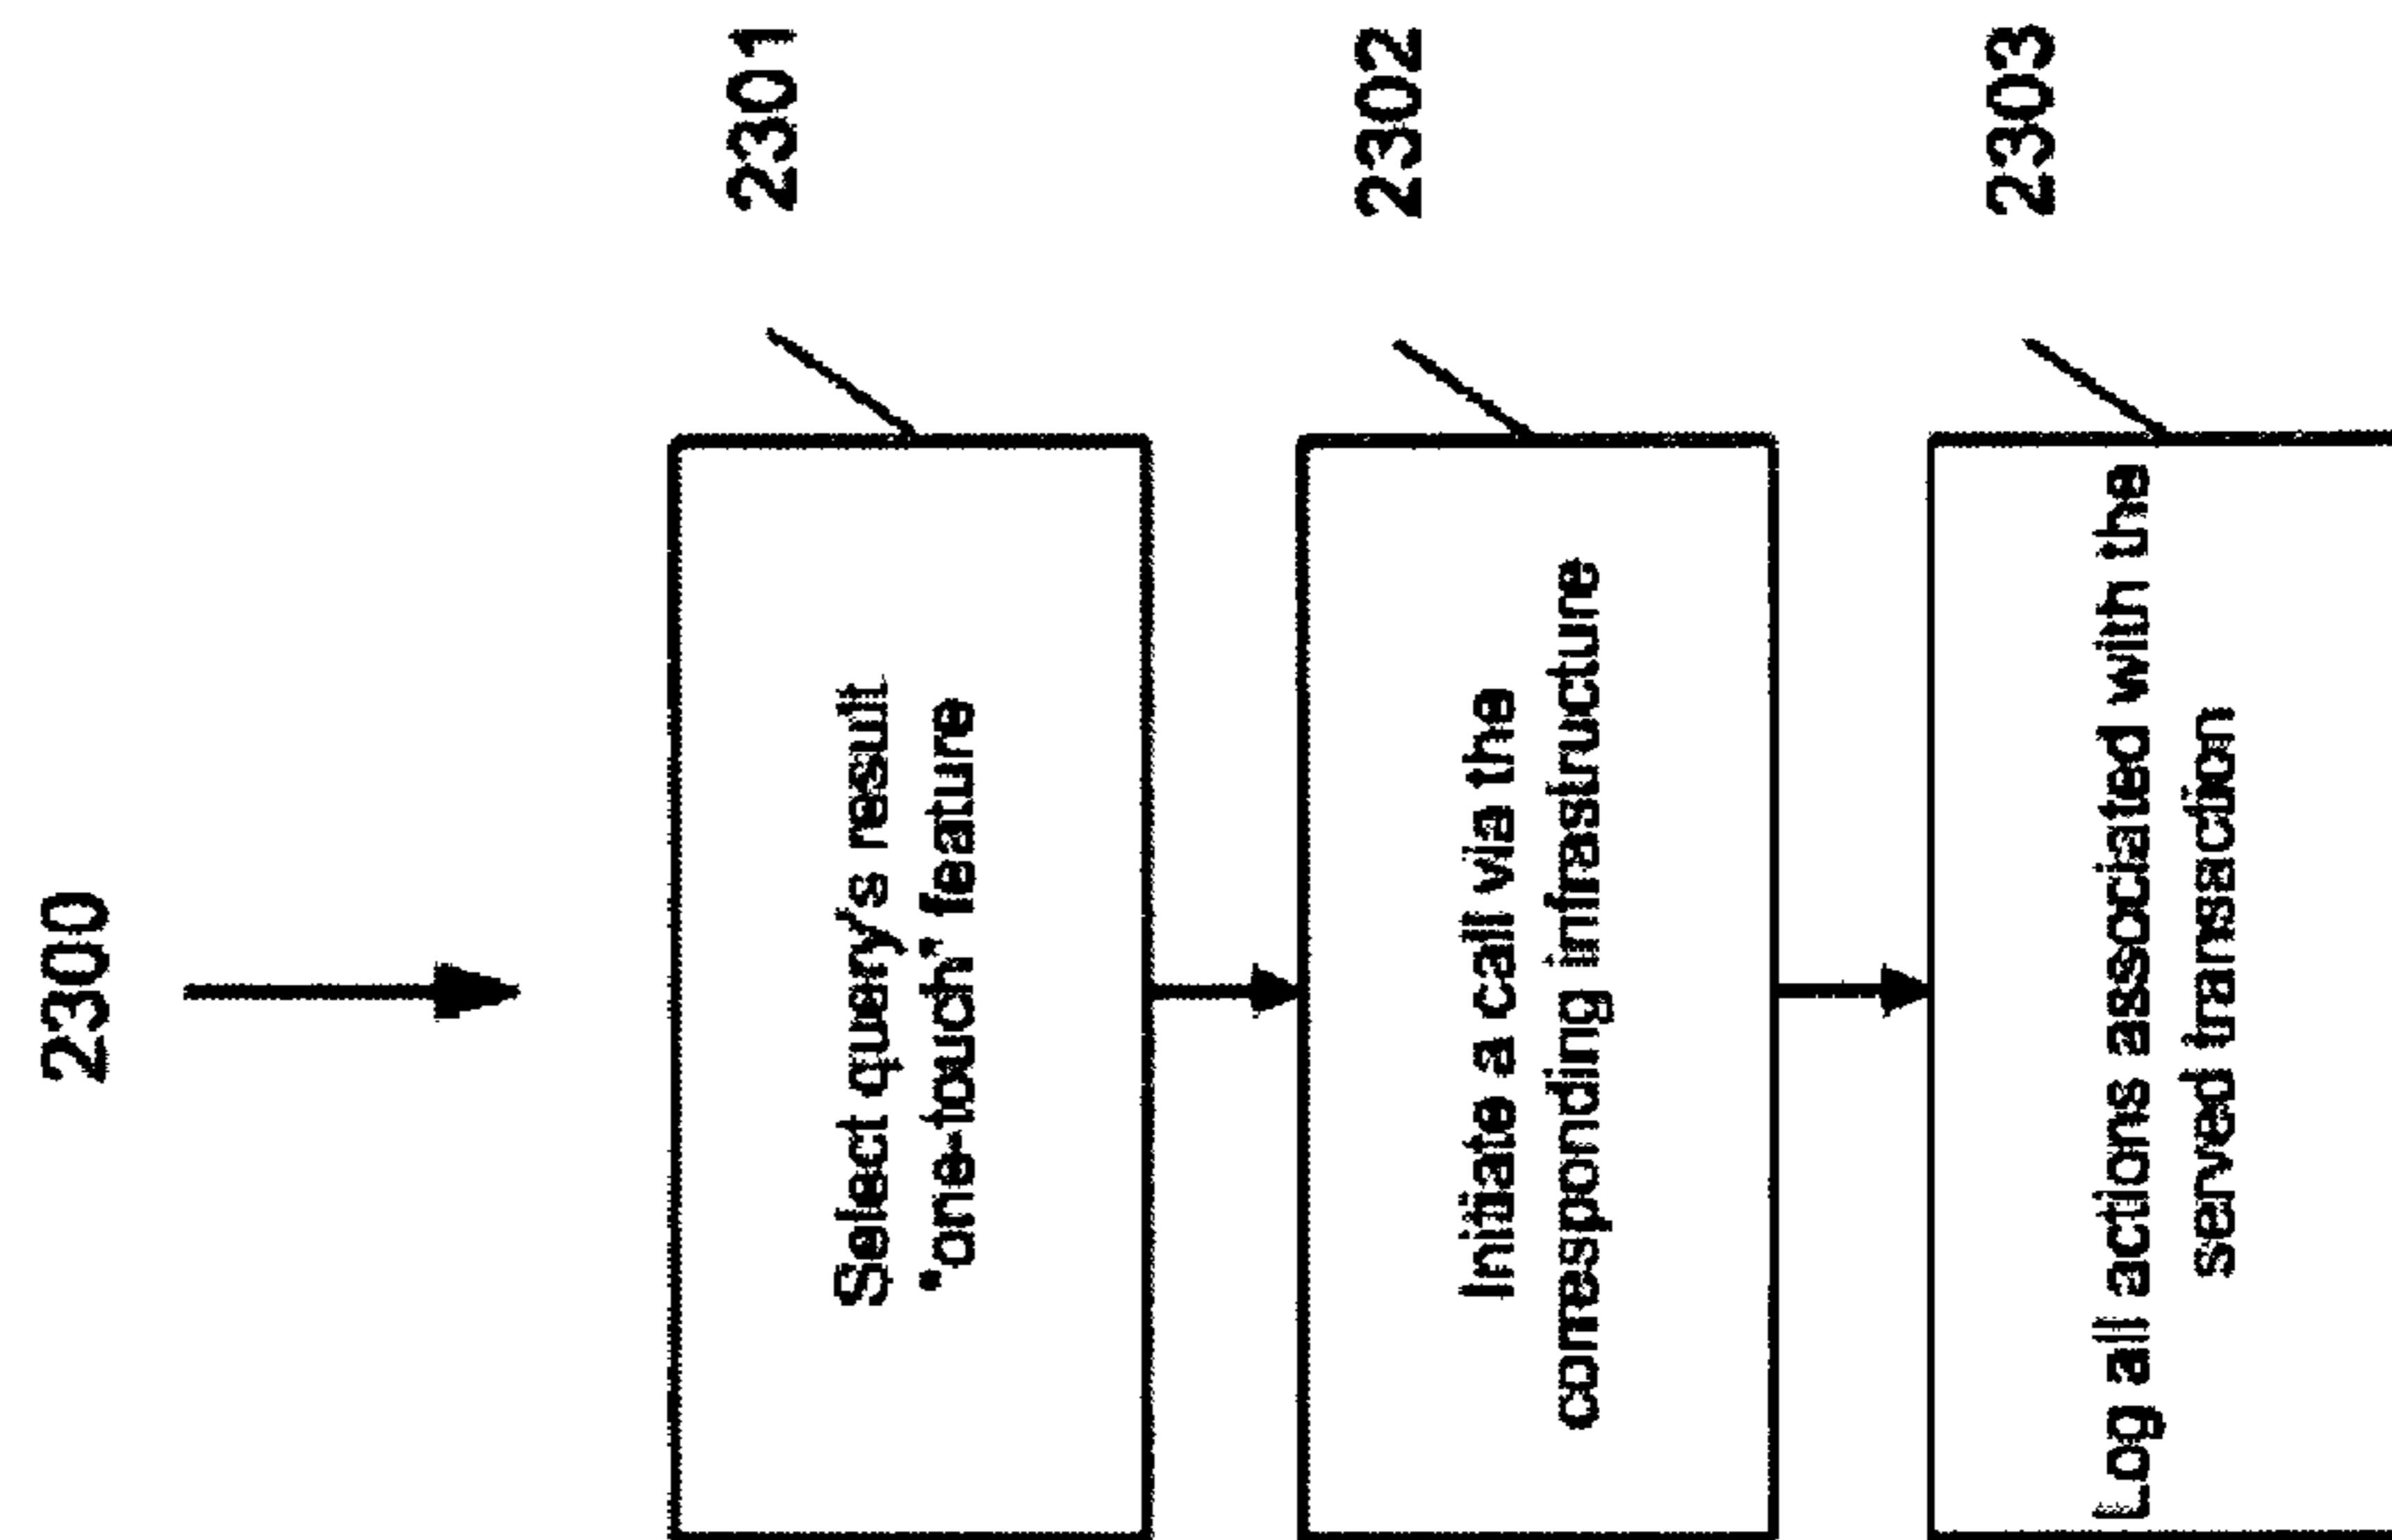 2300
2301
Select query's result
"one-touch" feature
2302
Initiate a call via the
corresponding infrastructure
2303
Log all actions associated with the
served transaction